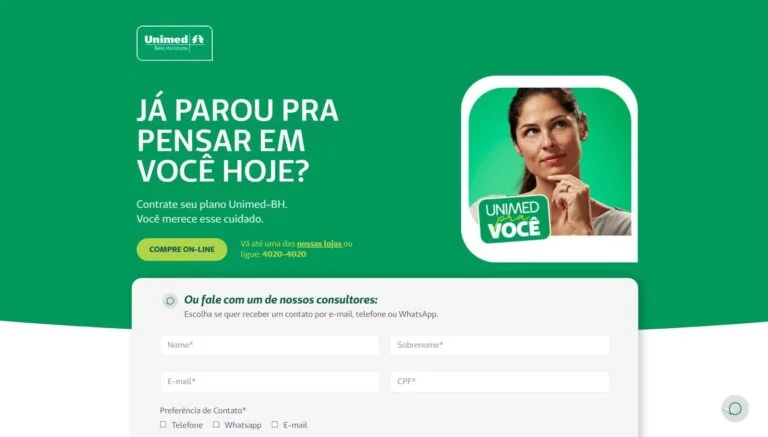 Unimed
Belo Horizonte
JÁ PAROU PRA
PENSAR EM
VOCÊ HOJE?
Contrate seu plano Unimed-BH.
Você merece esse cuidado.
COMPRE ON-LINE
Vá até uma das nossas lojas ou
ligue: 4020-4020
UNIMED
pra
VOCÊ
Ou fale com um de nossos consultores:
Escolha se quer receber um contato por e-mail, telefone ou WhatsApp.
Nome*
Sobrenome*
E-mail*
CPF*
Preferência de Contato*
Telefone
Whatsapp
E-mail